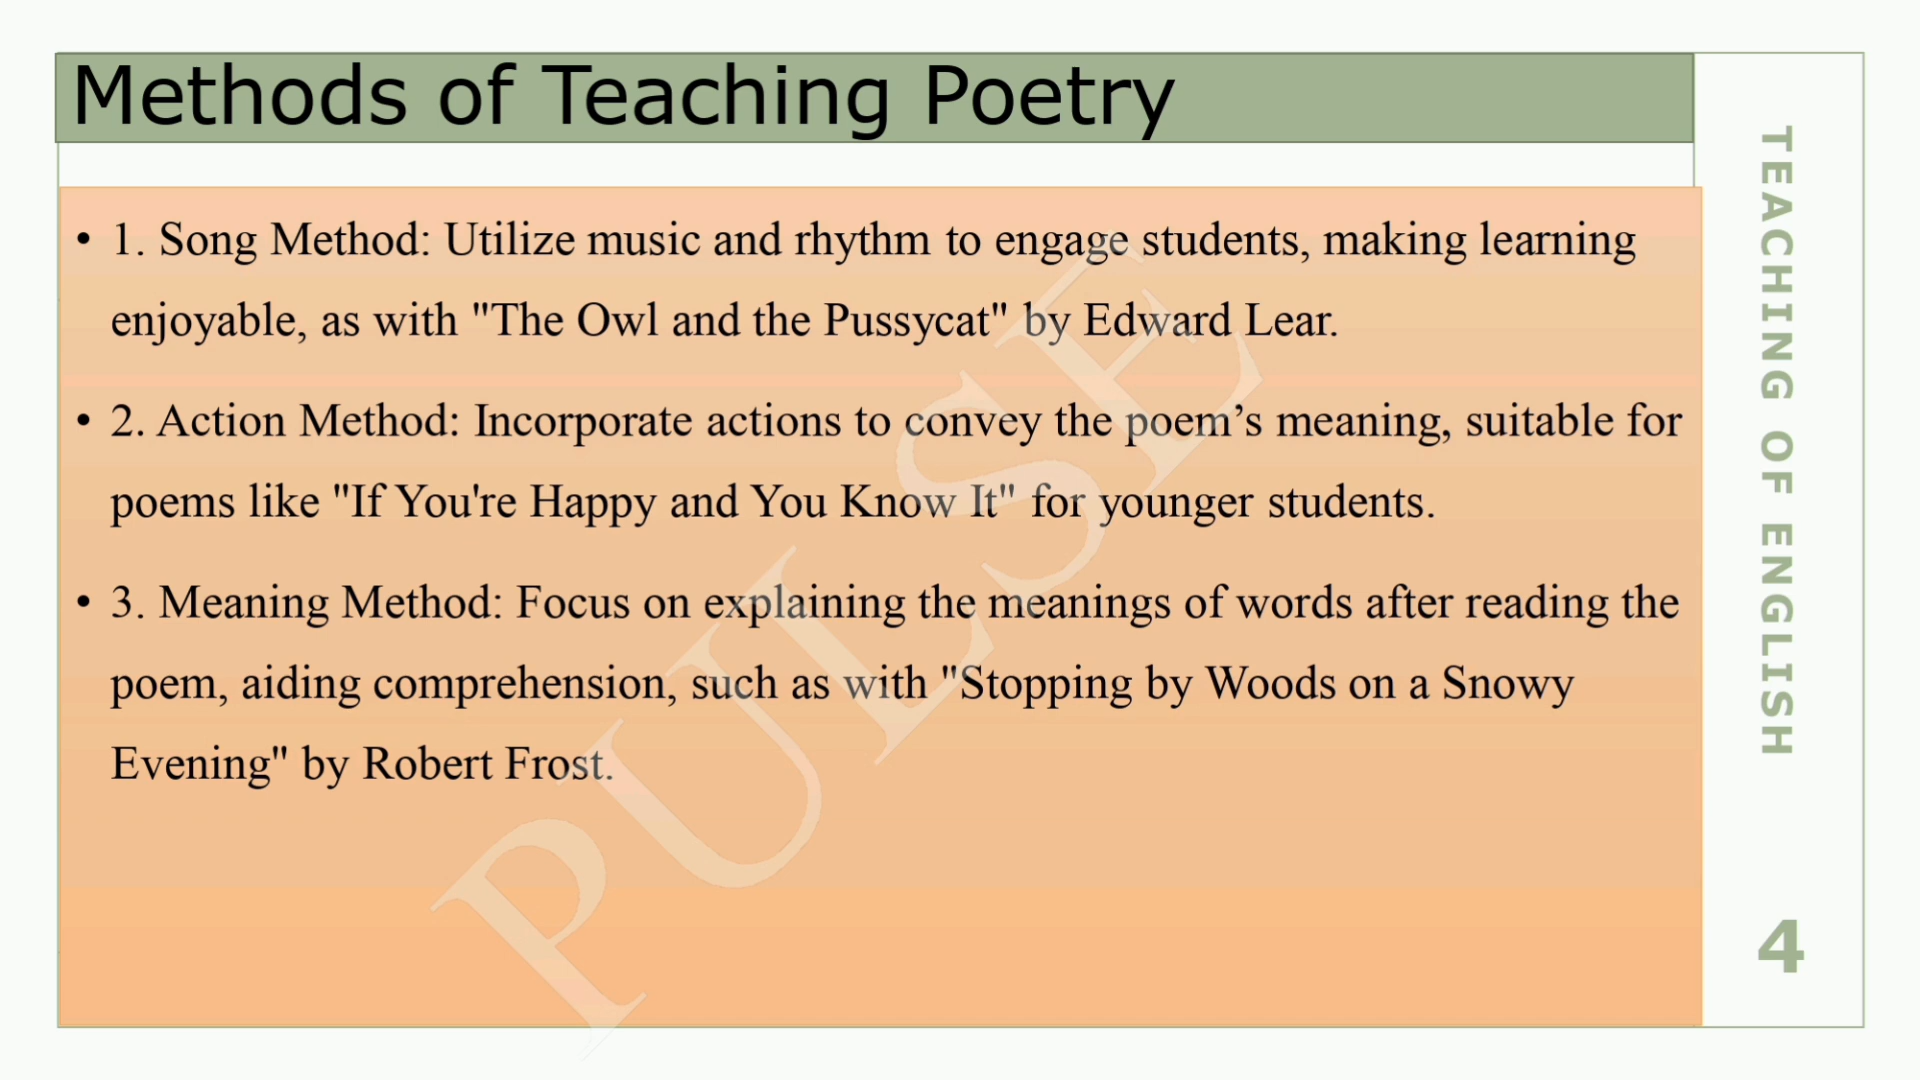 Methods of Teaching Poetry
• 1. Song Method: Utilize music and rhythm to engage students, making learning
enjoyable, as with "The Owl and the Pussycat" by Edward Lear.
• 2. Action Method: Incorporate actions to convey the poem’s meaning, suitable for
poems like "If You're Happy and You Know It" for younger students.
• 3. Meaning Method: Focus on explaining the meanings of words after reading the
poem, aiding comprehension, such as with "Stopping by Woods on a Snowy
Evening" by Robert Frost.
PULSE
TEACHING OF ENGLISH
4